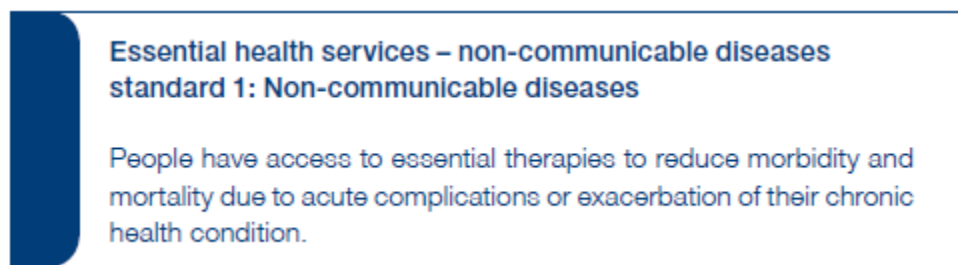 Essential health services – non-communicable diseases
standard 1: Non-communicable diseases
People have access to essential therapies to reduce morbidity and
mortality due to acute complications or exacerbation of their chronic
health condition.